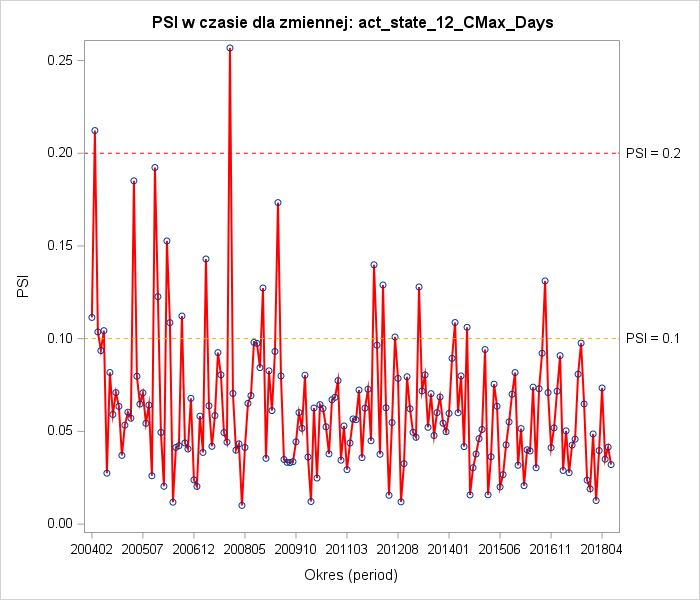 PSI w czasie dla zmiennej: act_state_12_CMax_Days
0.25
0.20
0.15
0.10
0.05
0.00
PSI
PSI = 0.2
PSI = 0.1
200402 200507 200612 200805 200910 201103 201208 201401 201506 201611 201804
Okres (period)